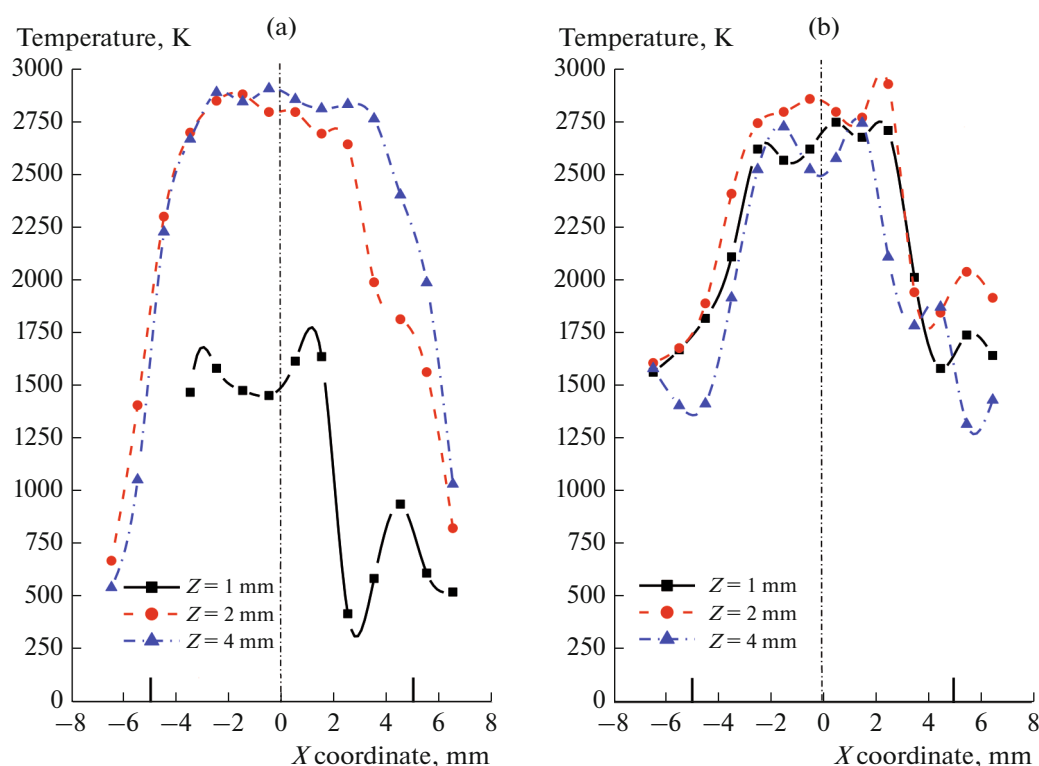 (a)
Temperature, K
3000
2750
2500
2250
2000
1750
1500
1250
1000
750
500
250
0
Z = 1 mm
Z = 2 mm
Z = 4 mm
−8 −6 −4 −2 0 2 4 6 8
X coordinate, mm
(b)
Temperature, K
3000
2750
2500
2250
2000
1750
1500
1250
1000
750
500
250
0
Z = 1 mm
Z = 2 mm
Z = 4 mm
−8 −6 −4 −2 0 2 4 6 8
X coordinate, mm